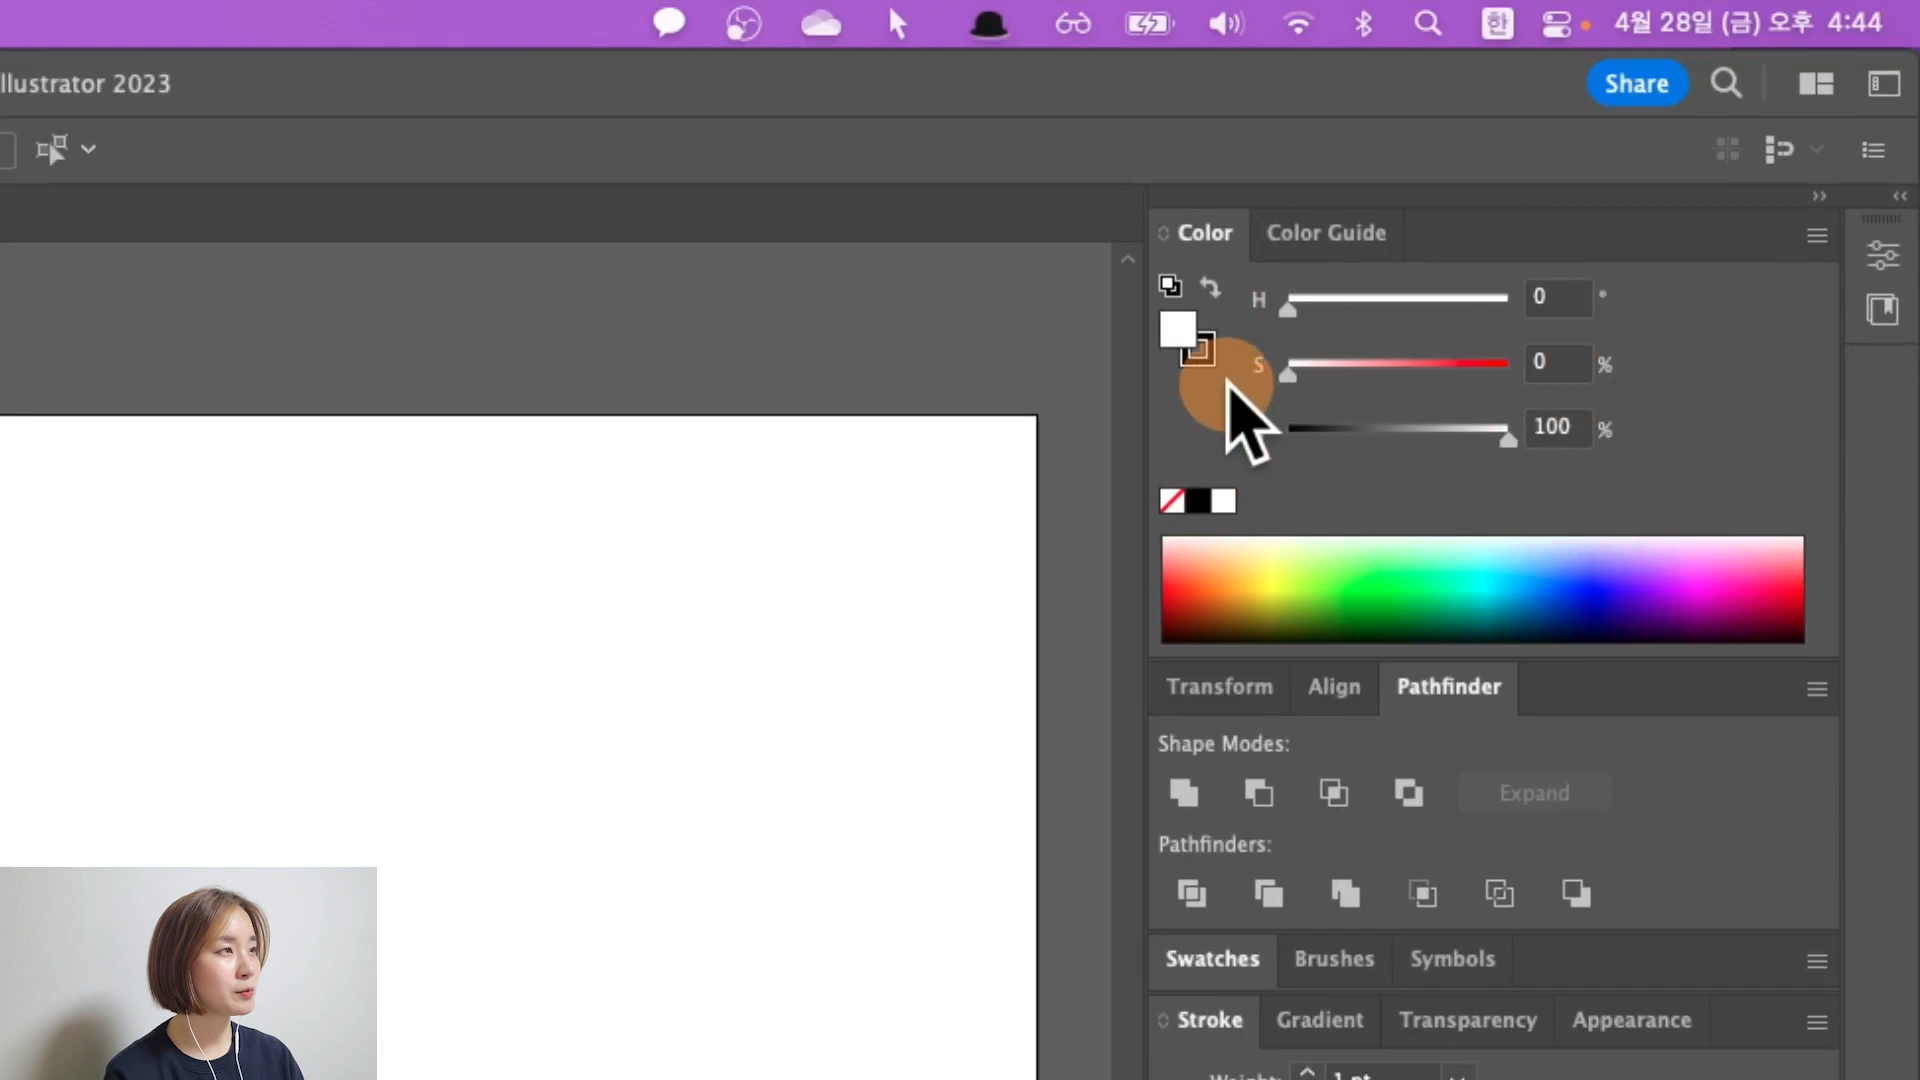 한
4월 28일 (금) 오후 4:44
llustrator 2023
Share
Color
Color Guide
H
0
°
S
0
%
100
%
Transform
Align
Pathfinder
Shape Modes:
Expand
Pathfinders:
Swatches
Brushes
Symbols
Stroke
Gradient
Transparency
Appearance
Weight:
1 pt